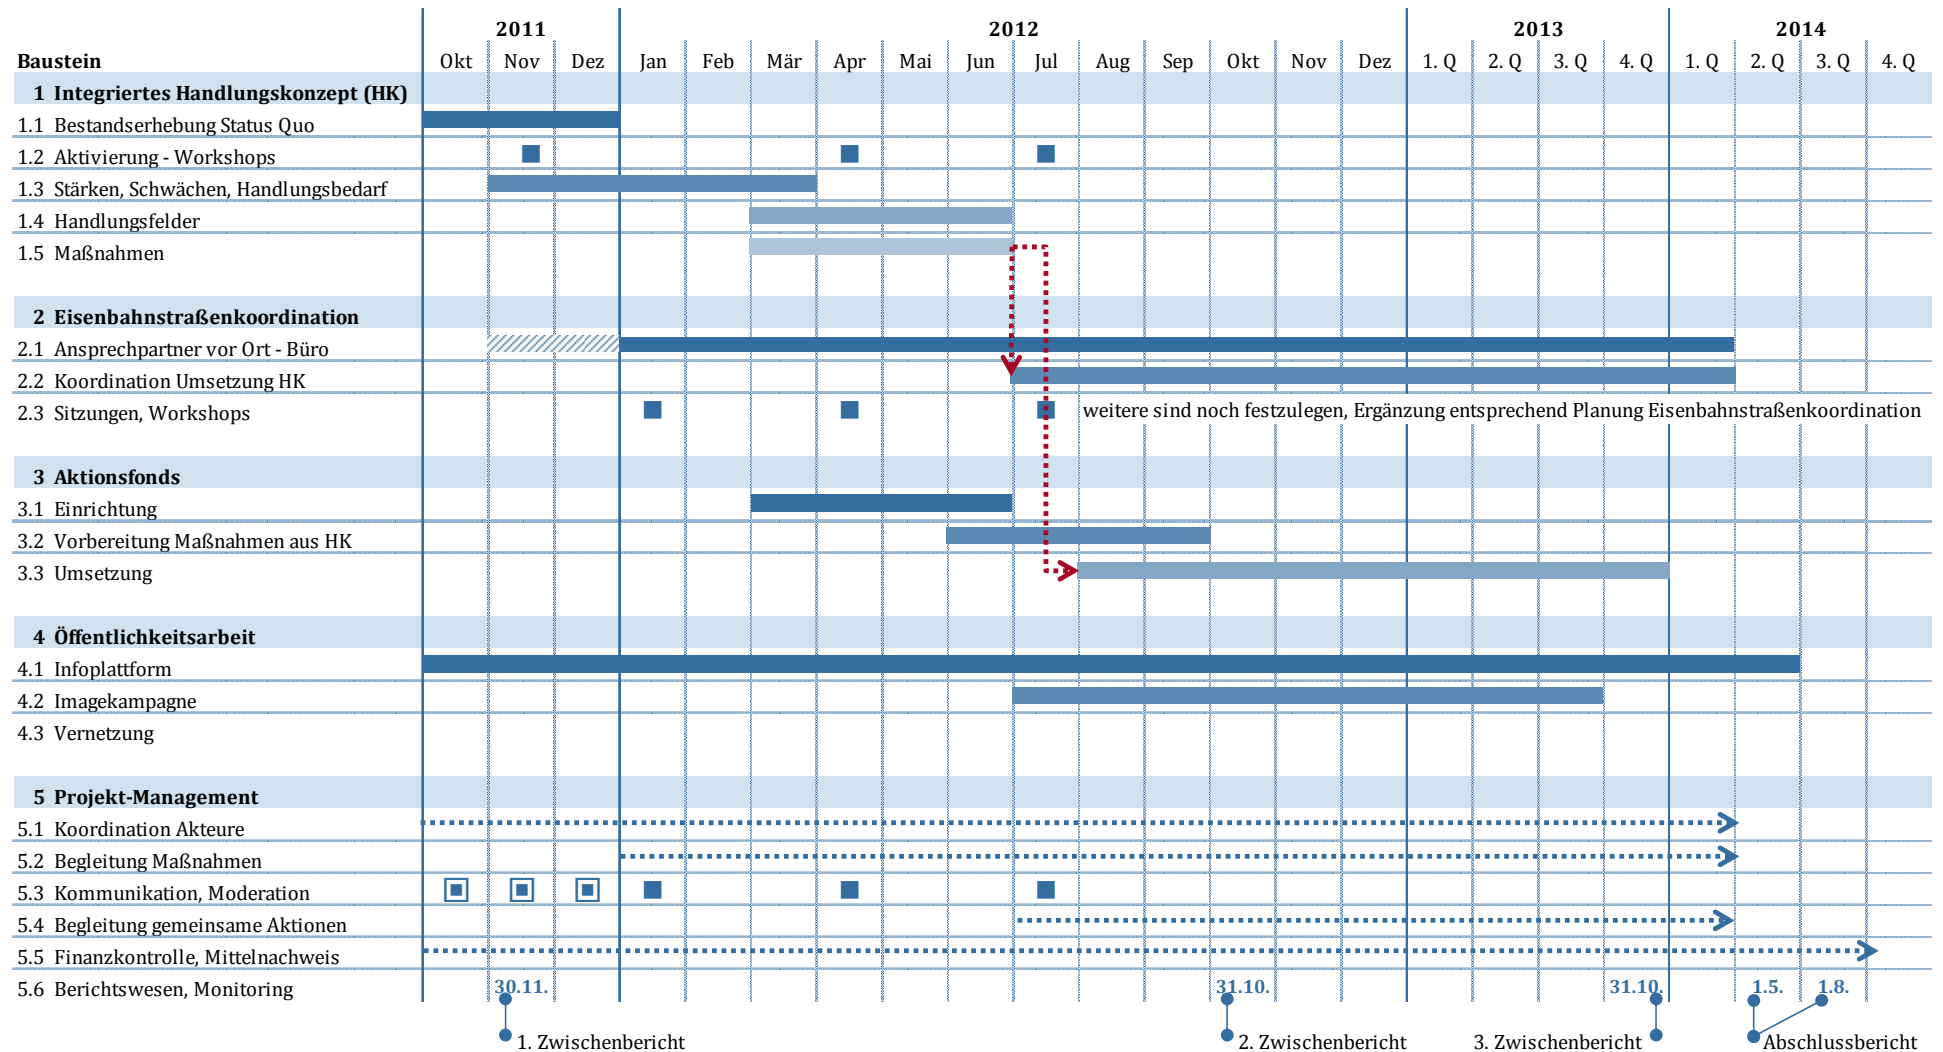 2011 2012 2013 2014
Baustein Okt Nov Dez Jan Feb Mär Apr Mai Jun Jul Aug Sep Okt Nov Dez 1. Q 2. Q 3. Q 4. Q 1. Q 2. Q 3. Q 4. Q
1 Integriertes Handlungskonzept (HK)
1.1 Bestandserhebung Status Quo
1.2 Aktivierung - Workshops
1.3 Stärken, Schwächen, Handlungsbedarf
1.4 Handlungsfelder
1.5 Maßnahmen
2 Eisenbahnstraßenkoordination
2.1 Ansprechpartner vor Ort - Büro
2.2 Koordination Umsetzung HK
2.3 Sitzungen, Workshops weitere sind noch festzulegen, Ergänzung entsprechend Planung Eisenbahnstraßenkoordination
3 Aktionsfonds
3.1 Einrichtung
3.2 Vorbereitung Maßnahmen aus HK
3.3 Umsetzung
4 Öffentlichkeitsarbeit
4.1 Infoplattform
4.2 Imagekampagne
4.3 Vernetzung
5 Projekt-Management
5.1 Koordination Akteure
5.2 Begleitung Maßnahmen
5.3 Kommunikation, Moderation
5.4 Begleitung gemeinsame Aktionen
5.5 Finanzkontrolle, Mittelnachweis
5.6 Berichtswesen, Monitoring 30.11. 31.10. 31.10. 1.5. 1.8.
1. Zwischenbericht 2. Zwischenbericht 3. Zwischenbericht Abschlussbericht